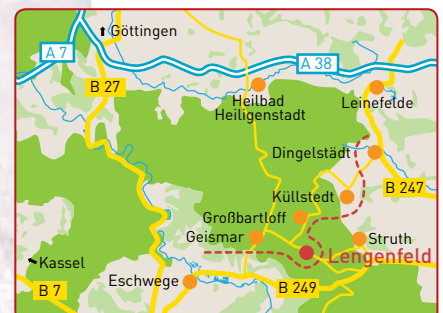 Göttingen
A 7
A 38
B 27
Heilbad
Heiligenstadt
Leinefelde
Dingelstädt
B 247
Küllstedt
Großbartloff
Geismar
Struth
Lengenfeld
Kassel
Eschwege
B 249
B 7